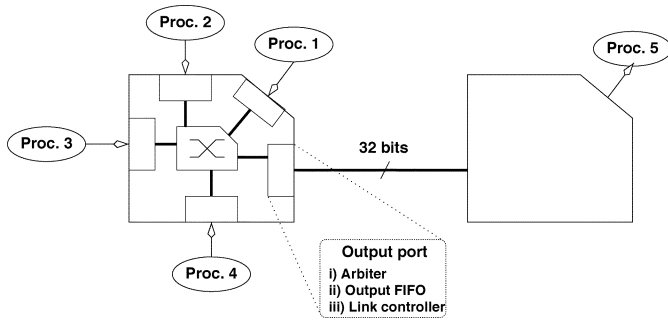 Proc. 2
Proc. 1
Proc. 5
Proc. 3
32 bits
Proc. 4
Output port
i) Arbiter
ii) Output FIFO
iii) Link controller